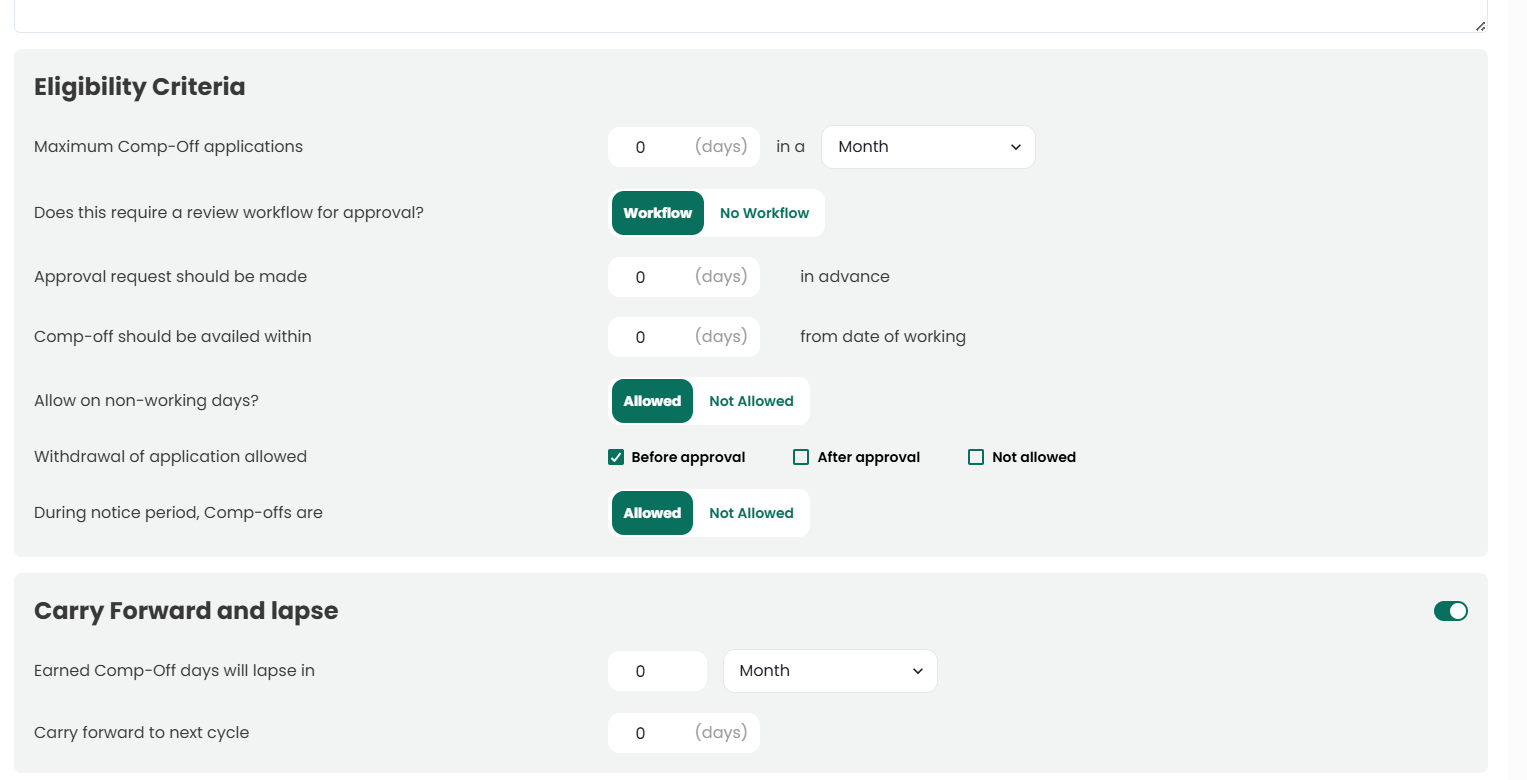 Eligibility Criteria
Maximum Comp-Off applications 0 (days) in a Month
Does this require a review workflow for approval? Workflow No Workflow
Approval request should be made 0 (days) in advance
Comp-off should be availed within 0 (days) from date of working
Allow on non-working days? Allowed Not Allowed
Withdrawal of application allowed Before approval After approval Not allowed
During notice period, Comp-offs are Allowed Not Allowed
Carry Forward and lapse
Earned Comp-Off days will lapse in 0 Month
Carry forward to next cycle 0 (days)